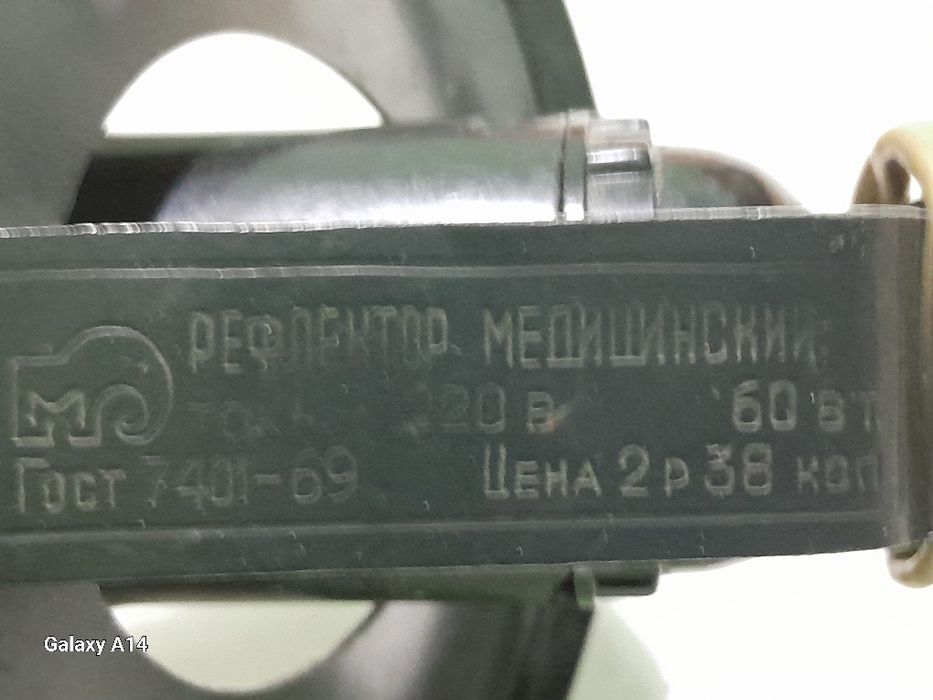 РЕФЛЕКТОР МЕДИЦИНСКИЙ
220 в 60 вт
Гост 7401-69 Цена 2 р 38 коп
Galaxy A14